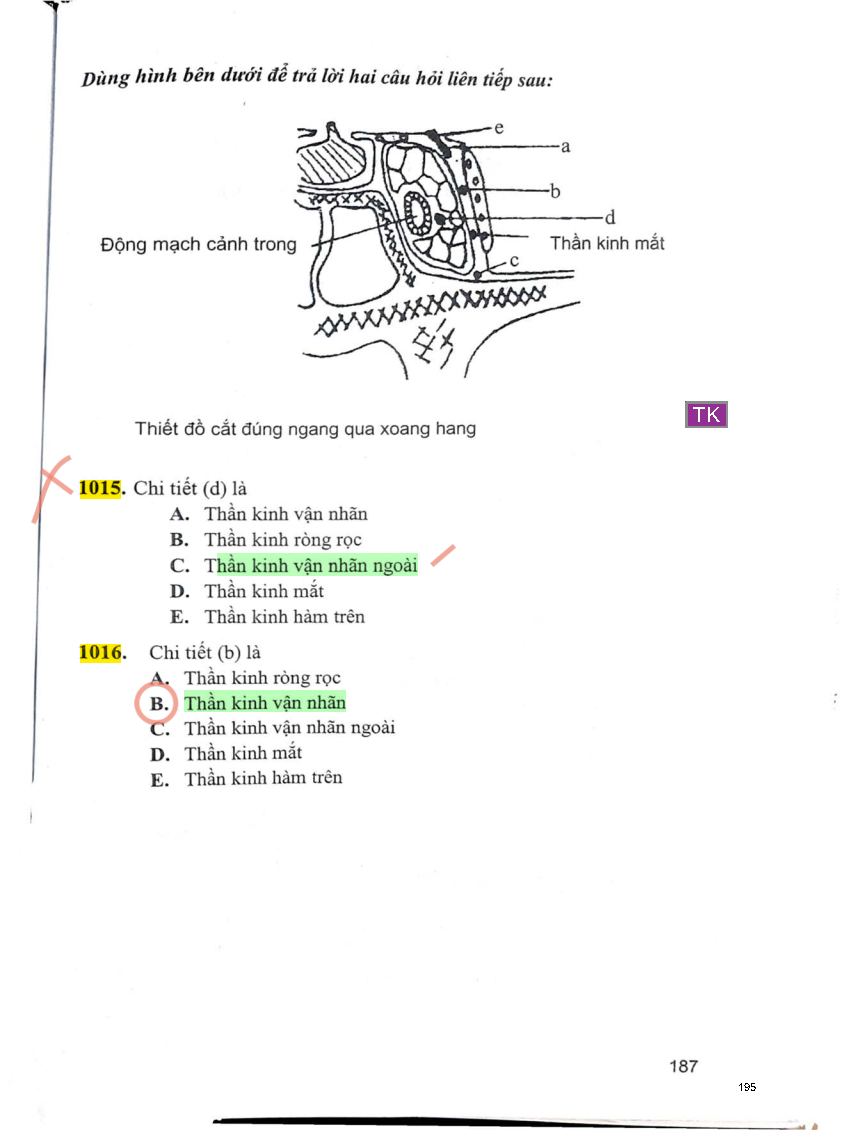 Dùng hình bên dưới để trả lời hai câu hỏi liên tiếp sau:
e
a
b
d
Động mạch cảnh trong
Thần kinh mắt
c
TK
Thiết đồ cắt đúng ngang qua xoang hang
1015. Chi tiết (d) là
A. Thần kinh vận nhãn
B. Thần kinh ròng rọc
C. Thần kinh vận nhãn ngoài
D. Thần kinh mắt
E. Thần kinh hàm trên
1016. Chi tiết (b) là
A. Thần kinh ròng rọc
B. Thần kinh vận nhãn
C. Thần kinh vận nhãn ngoài
D. Thần kinh mắt
E. Thần kinh hàm trên
187
195